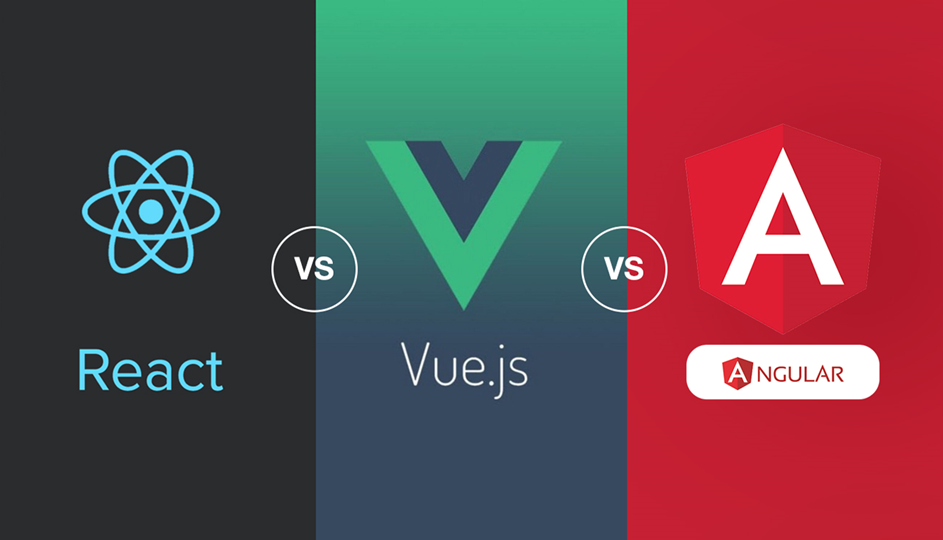 React
VS
Vue.js
VS
A
ANGULAR